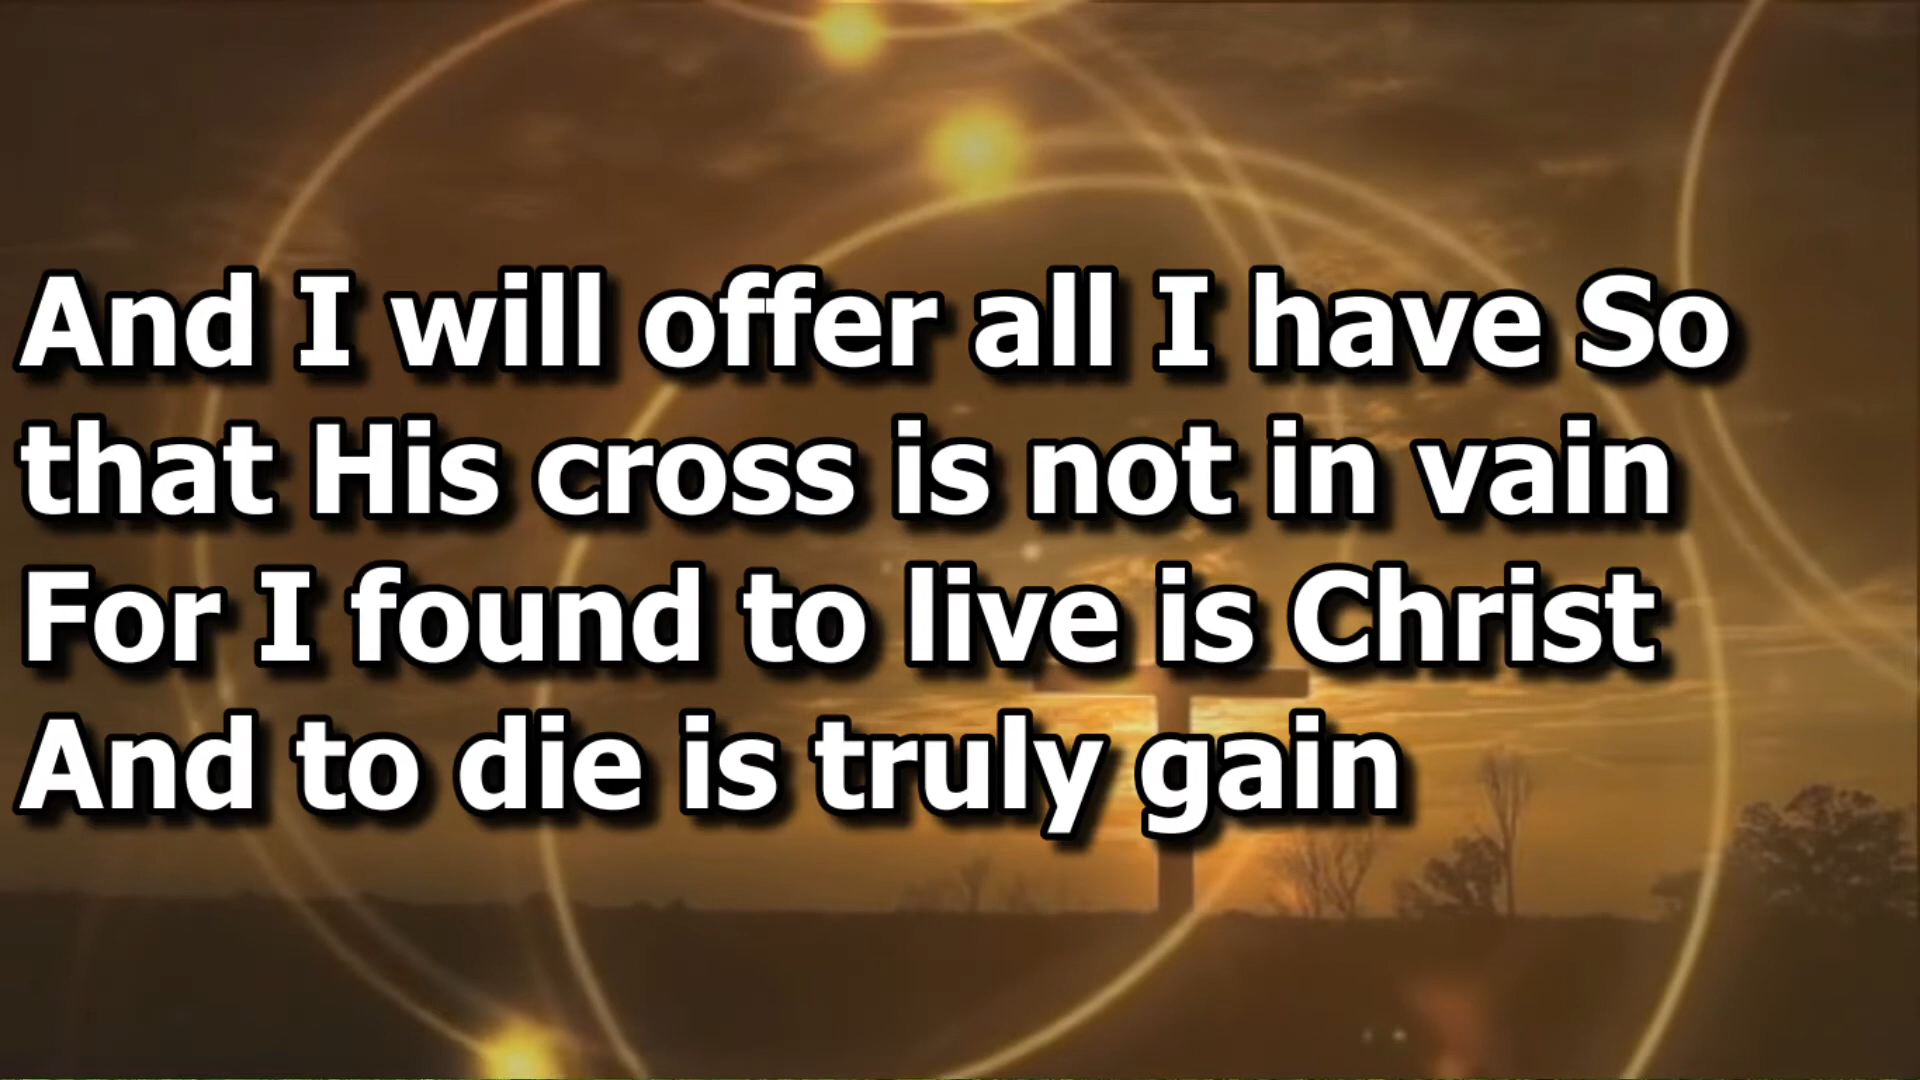 And I will offer all I have So
that His cross is not in vain
For I found to live is Christ
And to die is truly gain